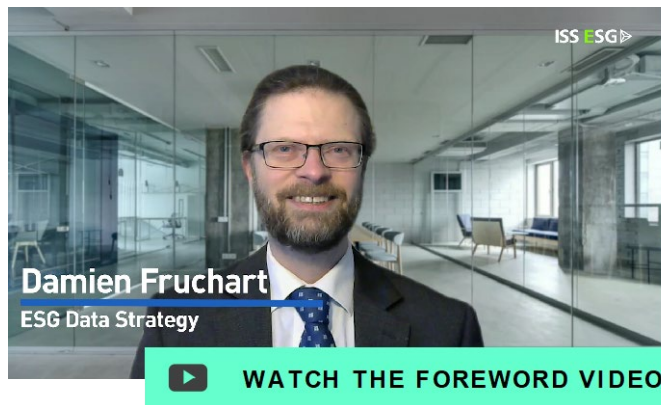 ISS ESG
Damien Fruchart
ESG Data Strategy
WATCH THE FOREWORD VIDEO